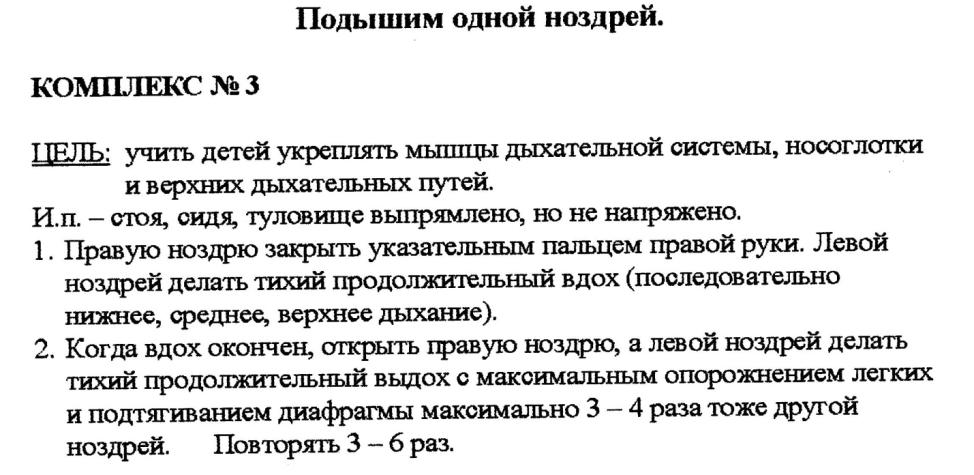 Подышим одной ноздрей.
КОМПЛЕКС № 3
ЦЕЛЬ: учить детей укреплять мышцы дыхательной системы, носоглотки
и верхних дыхательных путей.
И.п. – стоя, сидя, туловище выпрямлено, но не напряжено.
1. Правую ноздрю закрыть указательным пальцем правой руки. Левой
ноздрей делать тихий продолжительный вдох (последовательно
нижнее, среднее, верхнее дыхание).
2. Когда вдох окончен, открыть правую ноздрю, а левой ноздрей делать
тихий продолжительный выдох с максимальным опорожнением легких
и подтягиванием диафрагмы максимально 3 – 4 раза тоже другой
ноздрей. Повторять 3 – 6 раз.